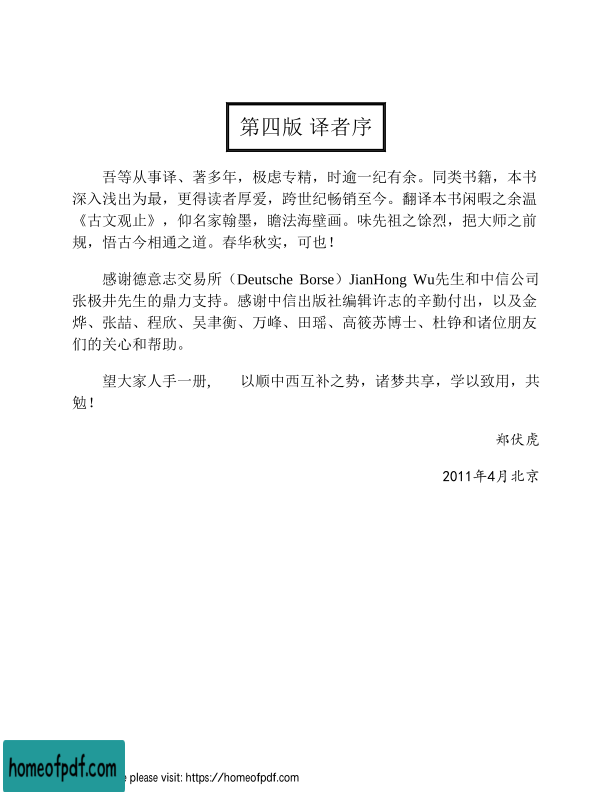 第四版 译者序
吾等从事译、著多年，极虑专精，时逾一纪有余。同类书籍，本书
深入浅出为最，更得读者厚爱，跨世纪畅销至今。翻译本书闲暇之余温
《古文观止》，仰名家翰墨，瞻法海壁画。味先祖之馀烈，挹大师之前
规，悟古今相通之道。春华秋实，可也！
感谢德意志交易所（Deutsche Borse）JianHong Wu先生和中信公司
张极井先生的鼎力支持。感谢中信出版社编辑许志的辛勤付出，以及金
烨、张喆、程欣、吴聿衡、万峰、田瑶、高筱苏博士、杜铮和诸位朋友
们的关心和帮助。
望大家人手一册， 以顺中西互补之势，诸梦共享，学以致用，共
勉！
郑伏虎
2011年4月北京
homeofpdf.com
please visit: https://homeofpdf.com